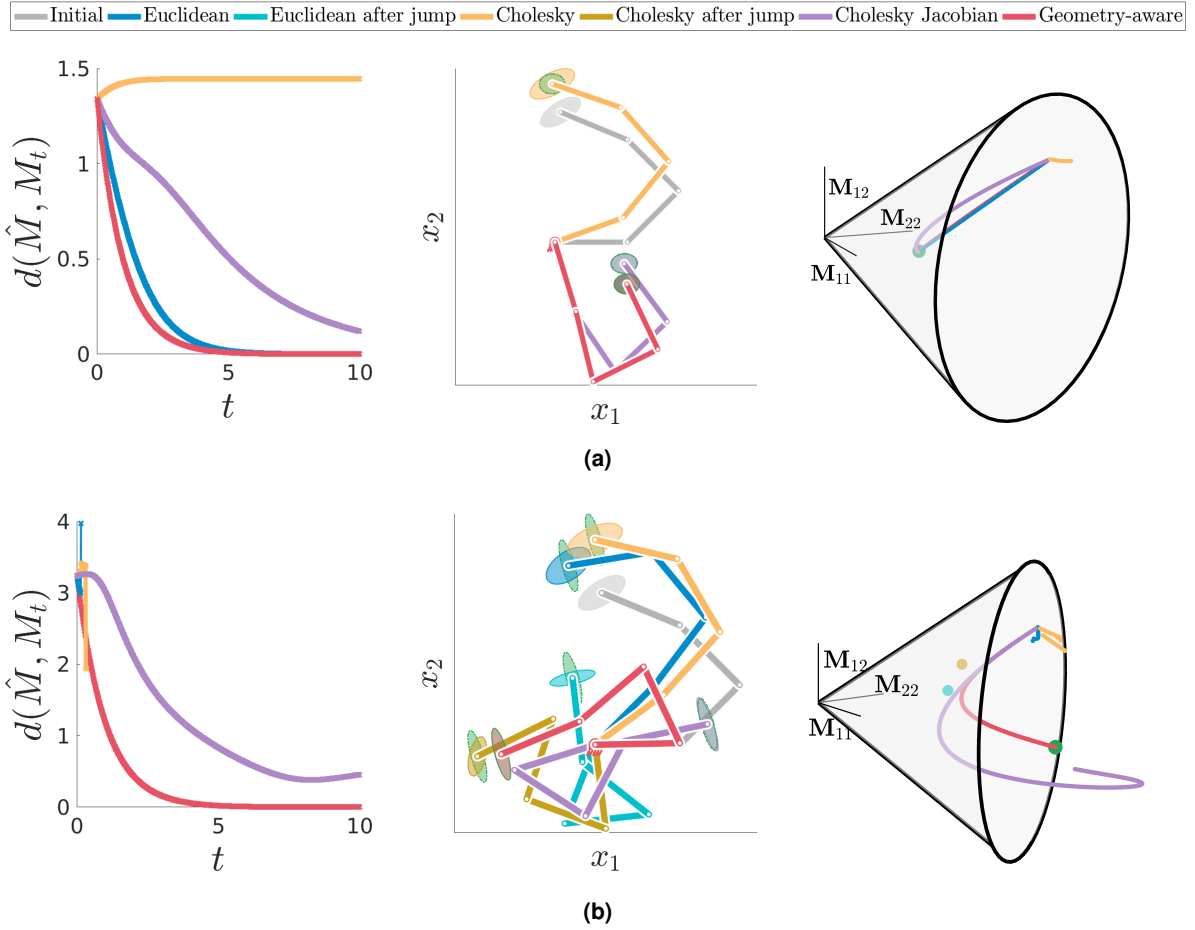 Initial Euclidean Euclidean after jump Cholesky Cholesky after jump Cholesky Jacobian Geometry-aware
1.5
1
0.5
0
0 5 10
d(M̂, M_t)
t
x_2
x_1
M_12
M_22
M_11
(a)
4
3
2
1
0
0 5 10
d(M̂, M_t)
t
x_2
x_1
M_12
M_22
M_11
(b)